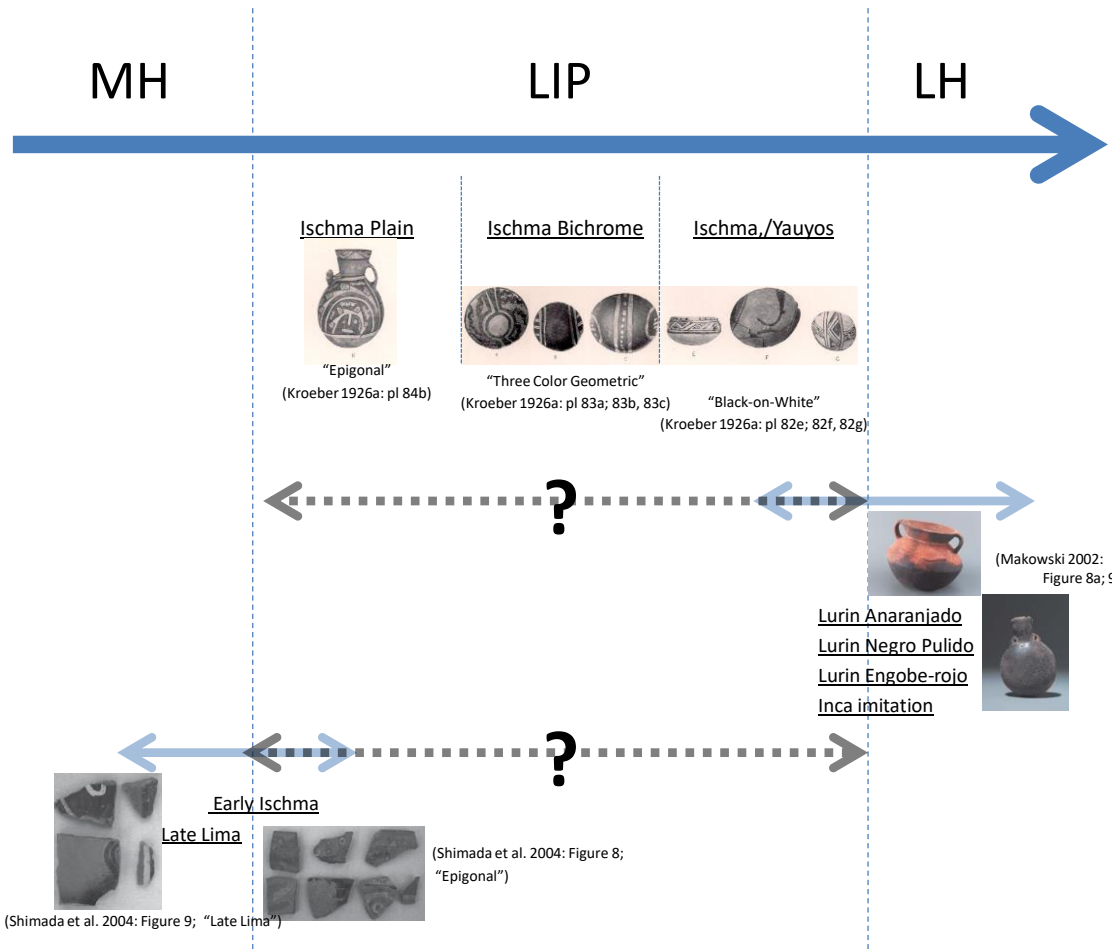 MH LIP LH
Ischma Plain Ischma Bichrome Ischma,/Yauyos
“Epigonal”
(Kroeber 1926a: pl 84b)
“Three Color Geometric”
(Kroeber 1926a: pl 83a; 83b, 83c)
“Black-on-White”
(Kroeber 1926a: pl 82e; 82f, 82g)
?
(Makowski 2002:
Figure 8a; 9
Lurin Anaranjado
Lurin Negro Pulido
Lurin Engobe-rojo
Inca imitation
?
Early Ischma
Late Lima
(Shimada et al. 2004: Figure 8;
“Epigonal”)
(Shimada et al. 2004: Figure 9; “Late Lima”)